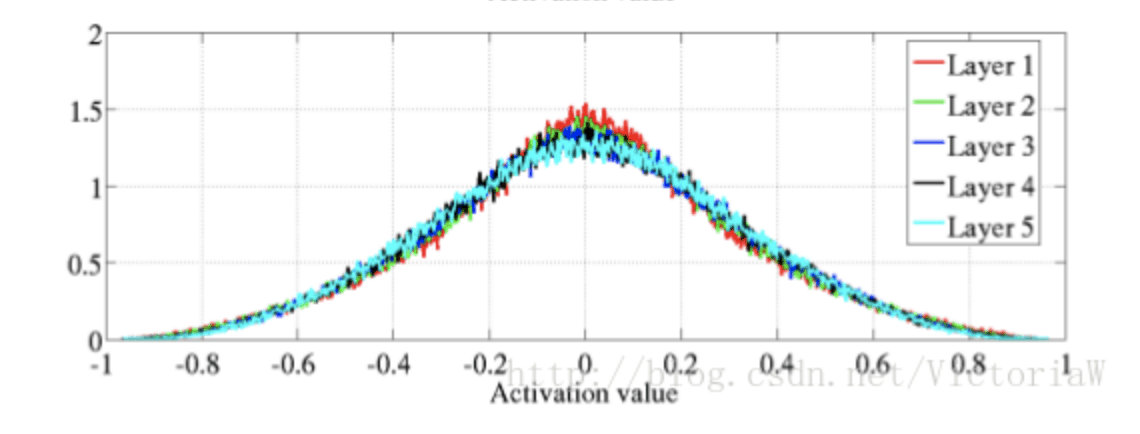 Activation value
2
1.5
1
0.5
0
Layer 1
Layer 2
Layer 3
Layer 4
Layer 5
-1 -0.8 -0.6 -0.4 -0.2 0 0.2 0.4 0.6 0.8 1
http://blog.csdn.net/VictoriaW
Activation value